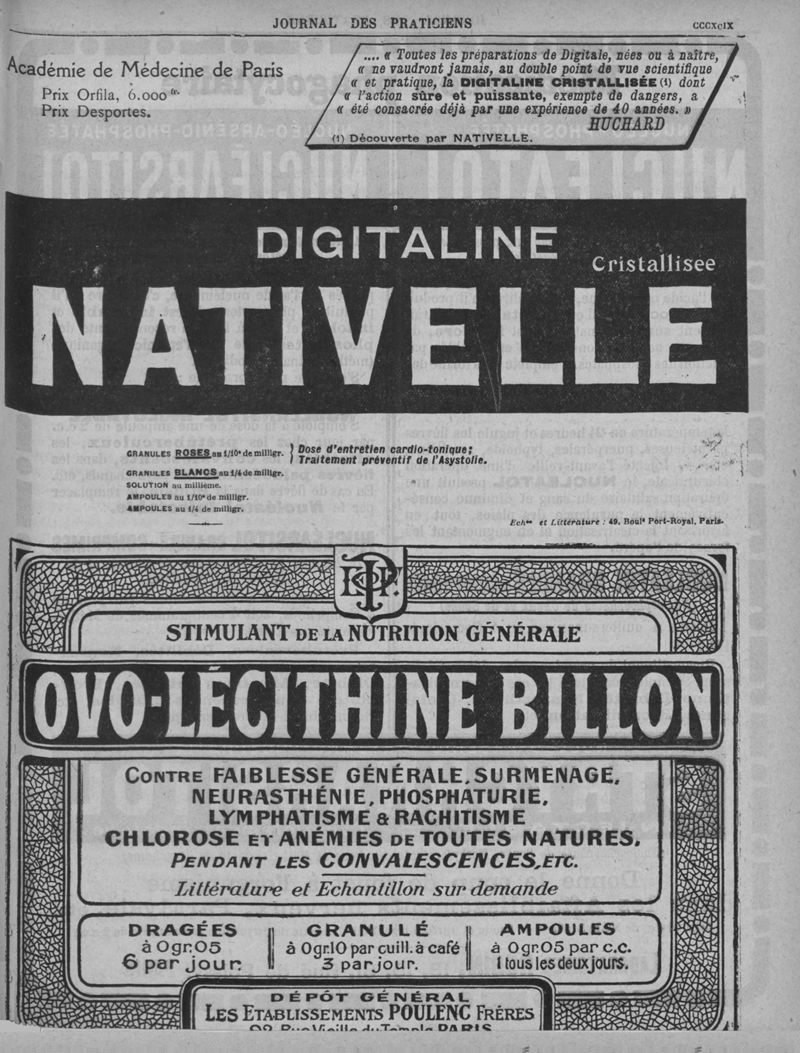 JOURNAL DES PRATICIENS
CCCXCIX
Académie de Médecine de Paris
Prix Orfila, 6.000 fr.
Prix Desportes.
.... « Toutes les préparations de Digitale, nées ou à naître,
« ne vaudront jamais, au double point de vue scientifique
« et pratique, la DIGITALINE CRISTALLISÉE (1) dont
« l'action sûre et puissante, exempte de dangers, a
« été consacrée déjà par une expérience de 40 années. »
HUCHARD
(1) Découverte par NATIVELLE.
DIGITALINE
Cristallisee
NATIVELLE
GRANULES ROSES au 1/10e de milligr.
} Dose d'entretien cardio-tonique;
Traitement préventif de l'Asystolie.
GRANULES BLANCS au 1/4 de milligr.
SOLUTION au millième.
AMPOULES au 1/10e de milligr.
AMPOULES au 1/4 de milligr.
Echons et Littérature : 49, Bould Port-Royal, Paris.
STIMULANT DE LA NUTRITION GÉNÉRALE
OVO-LÉCITHINE BILLON
CONTRE FAIBLESSE GÉNÉRALE, SURMENAGE,
NEURASTHÉNIE, PHOSPHATURIE,
LYMPHATISME & RACHITISME
CHLOROSE ET ANÉMIES DE TOUTES NATURES,
PENDANT LES CONVALESCENCES, ETC.
Littérature et Echantillon sur demande
DRAGÉES
à 0gr.05
6 par jour.
GRANULÉ
à 0gr.10 par cuill. à café
3 par jour.
AMPOULES
à 0gr.05 par c.c.
1 tous les deux jours.
DÉPÔT GÉNÉRAL
LES ETABLISSEMENTS POULENC FRÈRES
92, Rue Vieille du Temple PARIS